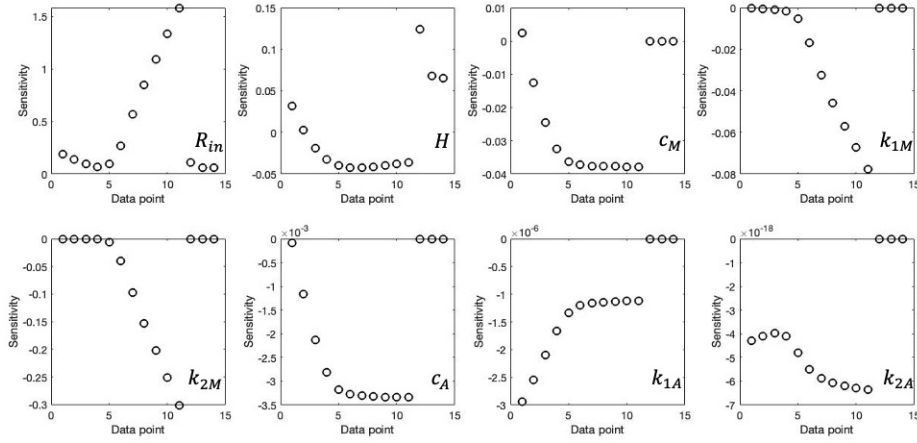 1.5
1
0.5
0
0 5 10 15
Sensitivity
Data point
R_in
0.15
0.1
0.05
0
-0.05
0 5 10 15
Sensitivity
Data point
H
0
-0.01
-0.02
-0.03
-0.04
0 5 10 15
Sensitivity
Data point
c_M
0
-0.02
-0.04
-0.06
-0.08
0 5 10 15
Sensitivity
Data point
k_1M
0
-0.05
-0.1
-0.15
-0.2
-0.25
-0.3
0 5 10 15
Sensitivity
Data point
k_2M
×10^-3
0
-0.5
-1
-1.5
-2
-2.5
-3
-3.5
0 5 10 15
Sensitivity
Data point
c_A
×10^-6
0
-0.5
-1
-1.5
-2
-2.5
-3
0 5 10 15
Sensitivity
Data point
k_1A
×10^-18
0
-1
-2
-3
-4
-5
-6
-7
0 5 10 15
Sensitivity
Data point
k_2A